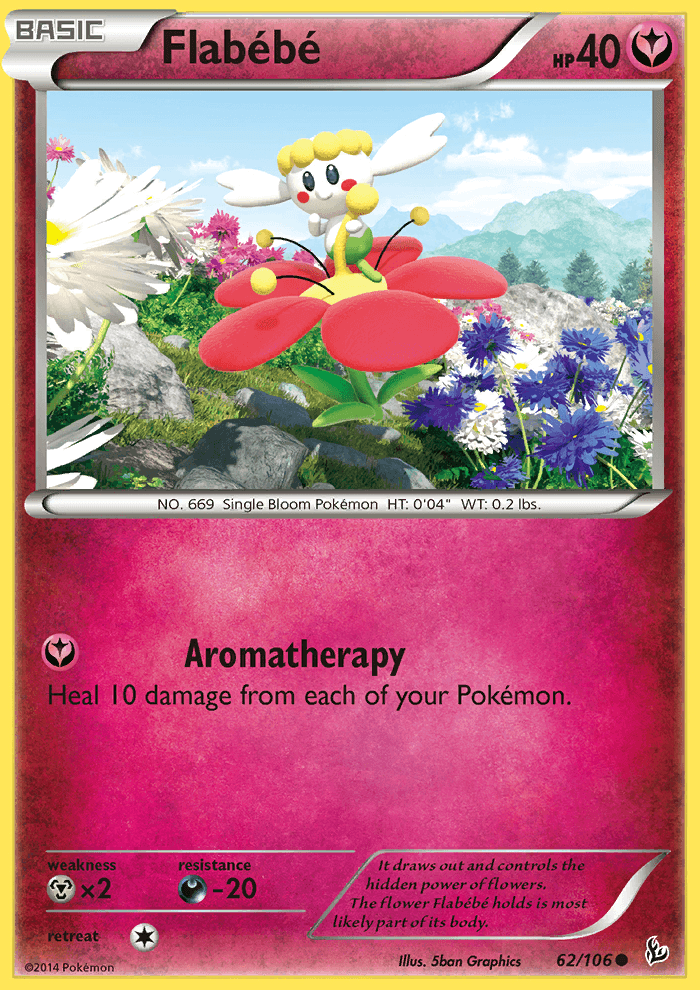 BASIC
Flabébé
HP40
NO. 669 Single Bloom Pokémon HT: 0'04" WT: 0.2 lbs.
Aromatherapy
Heal 10 damage from each of your Pokémon.
weakness
×2
resistance
-20
retreat
It draws out and controls the
hidden power of flowers.
The flower Flabébé holds is most
likely part of its body.
©2014 Pokémon
Illus. 5ban Graphics
62/106